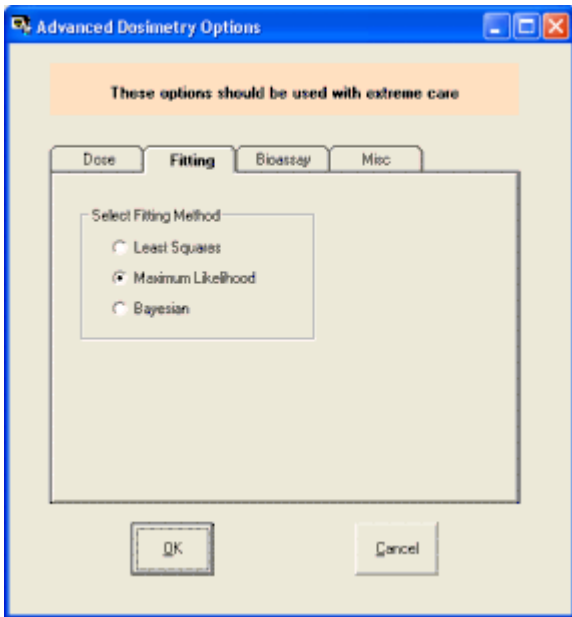 Advanced Dosimetry Options
These options should be used with extreme care
Dose Fitting Bioassay Misc
Select Fitting Method
Least Squares
Maximum Likelihood
Bayesian
OK Cancel